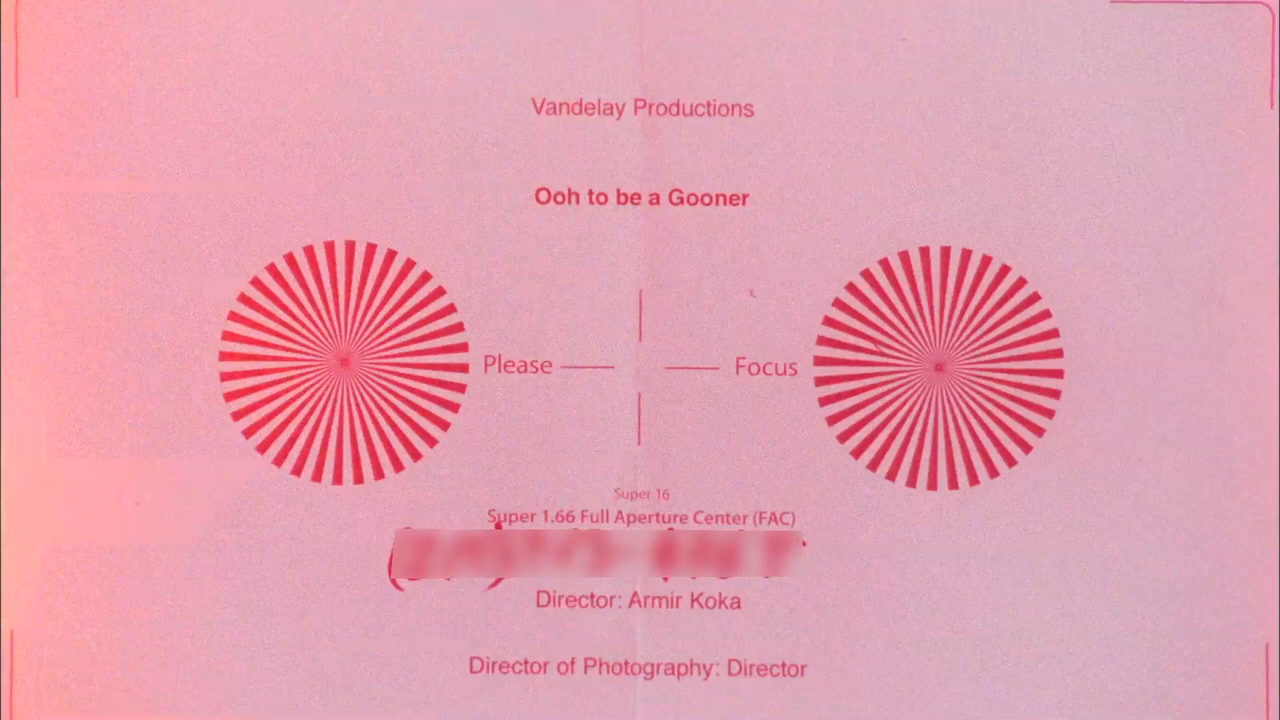 Vandelay Productions
Ooh to be a Gooner
Please
Focus
Super 16
Super 1.66 Full Aperture Center (FAC)
Director: Armir Koka
Director of Photography: Director